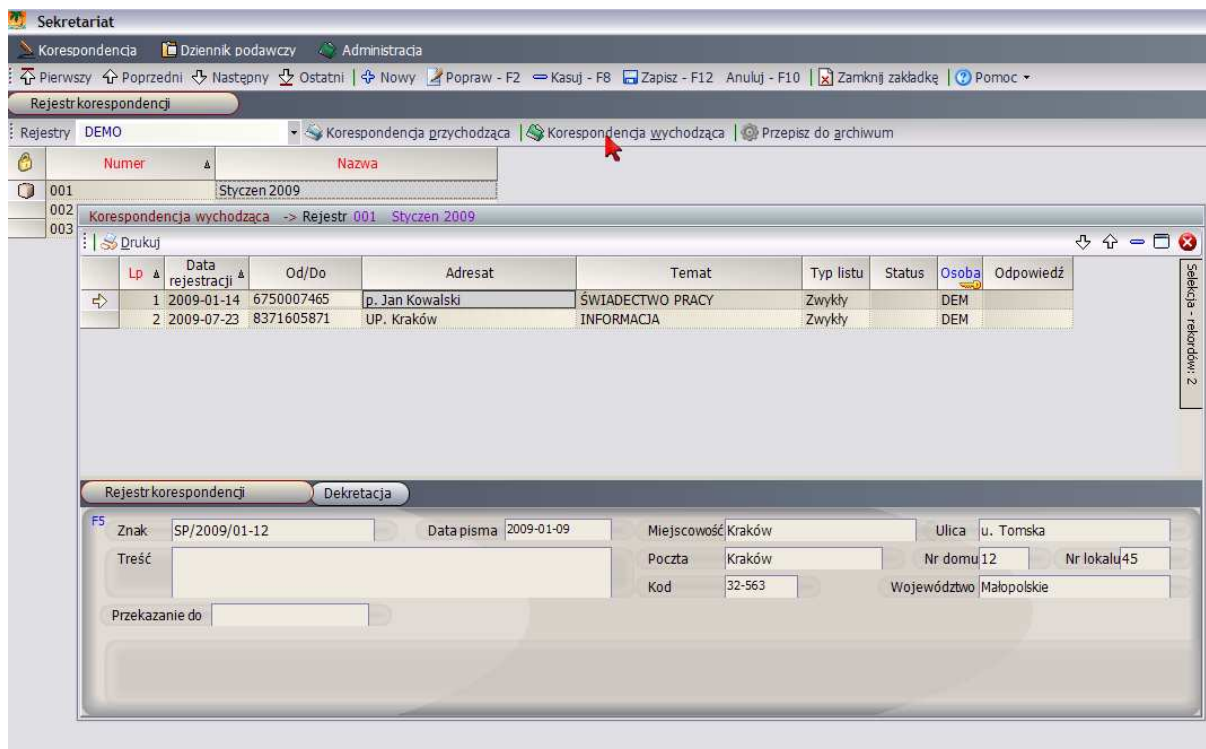 Sekretariat
Korespondencja Dziennik podawczy Administracja
Pierwszy Poprzedni Następny Ostatni Nowy Popraw - F2 Kasuj - F8 Zapisz - F12 Anuluj - F10 Zamknij zakładkę Pomoc
Rejestr korespondencji
Rejestry DEMO Korespondencja przychodząca Korespondencja wychodząca Przepisz do archiwum
Numer Nazwa
001 Styczen 2009
002
003
Korespondencja wychodząca -> Rejestr 001 Styczen 2009
Drukuj
Lp Data rejestracji Od/Do Adresat Temat Typ listu Status Osoba Odpowiedź
1 2009-01-14 6750007465 p. Jan Kowalski ŚWIADECTWO PRACY Zwykły DEM
2 2009-07-23 8371605871 UP. Kraków INFORMACJA Zwykły DEM
Selekcja - rekordów: 2
Rejestr korespondencji Dekretacja
F5
Znak SP/2009/01-12 Data pisma 2009-01-09 Miejscowość Kraków Ulica u. Tomska
Treść Poczta Kraków Nr domu 12 Nr lokalu 45
Kod 32-563 Województwo Małopolskie
Przekazanie do